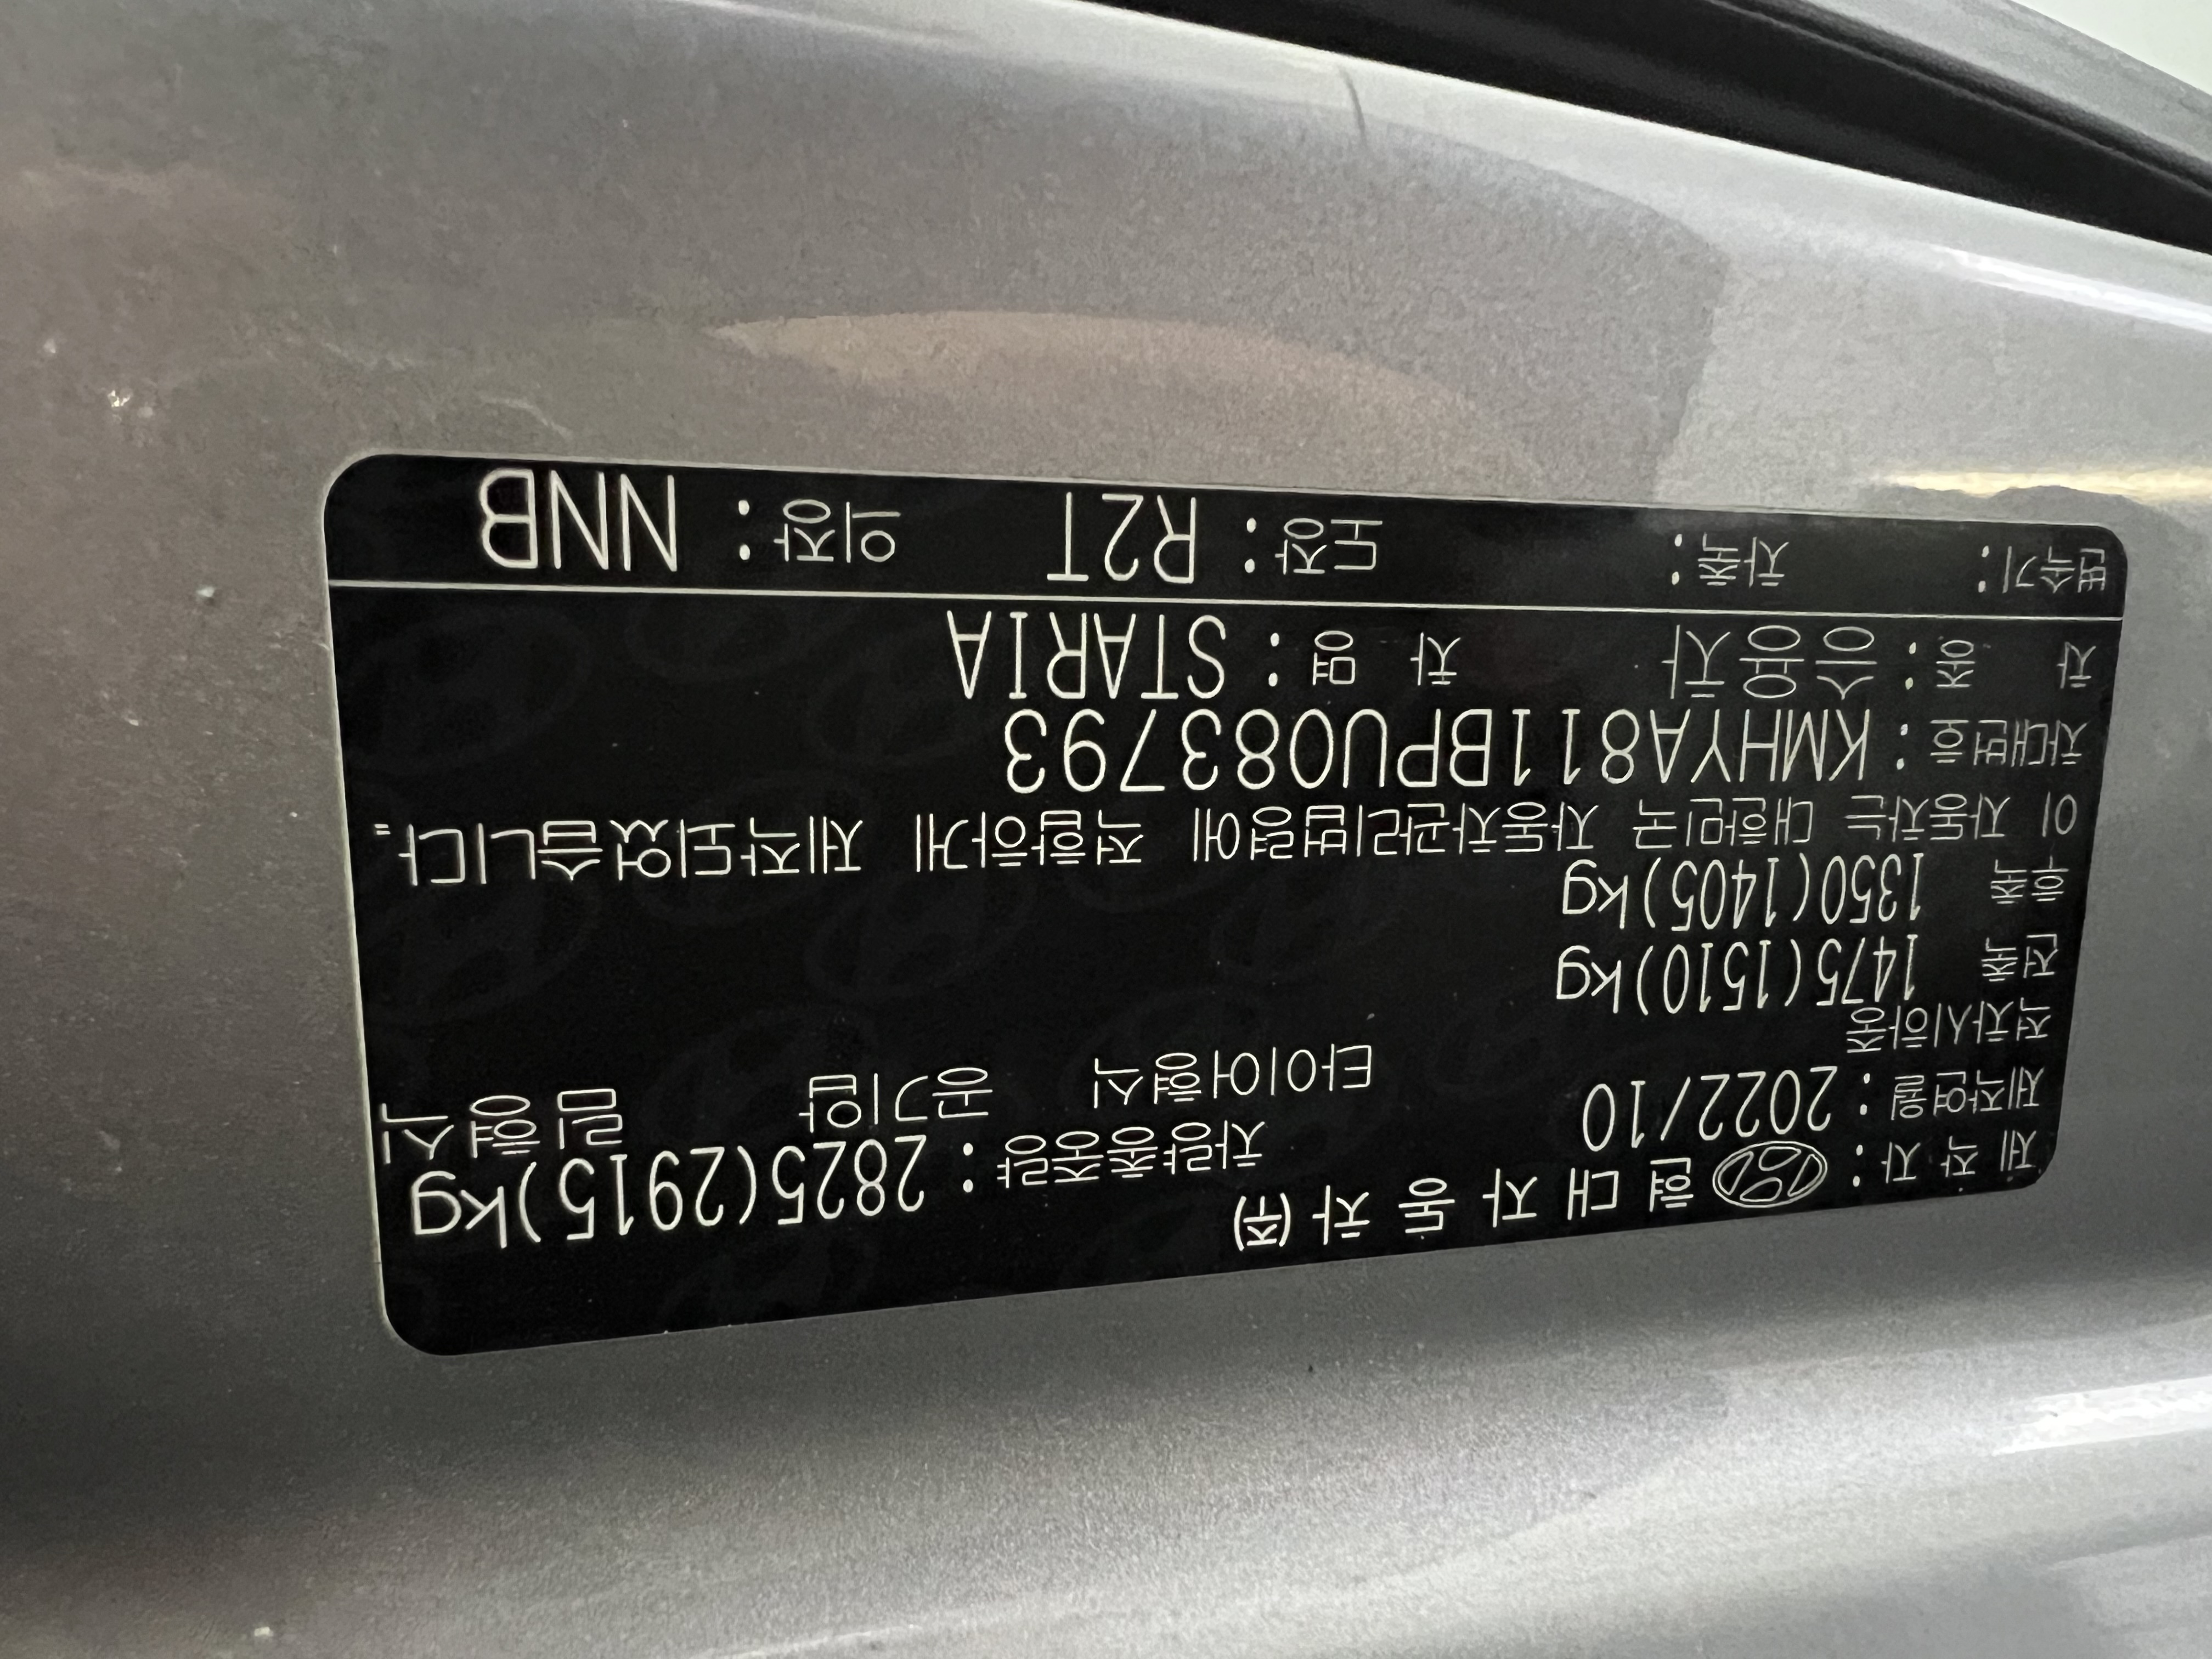 제 작 자 : 현 대 자 동 차 (주)
제작연월 : 2022/10 차량총중량 : 2825(2915)kg
적차시하중 타이어형식 공기압 림 형 식
전 축 1475(1510)kg
후 축 1350(1405)kg
이 자동차는 대한민국 자동차관리법령에 적합하게 제작되었습니다.
차대번호 : KMHYA811BPU083793
차 종 : 승용차 차 명 : STARIA
변속기 : 차축 : 도장 : R2T 의장 : NNB